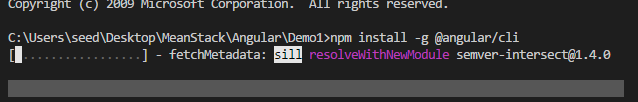 Copyright (c) 2009 Microsoft Corporation.  All rights reserved.
C:\Users\seed\Desktop\MeanStack\Angular\Demo1>npm install -g @angular/cli
[ .................] - fetchMetadata: sill resolveWithNewModule semver-intersect@1.4.0